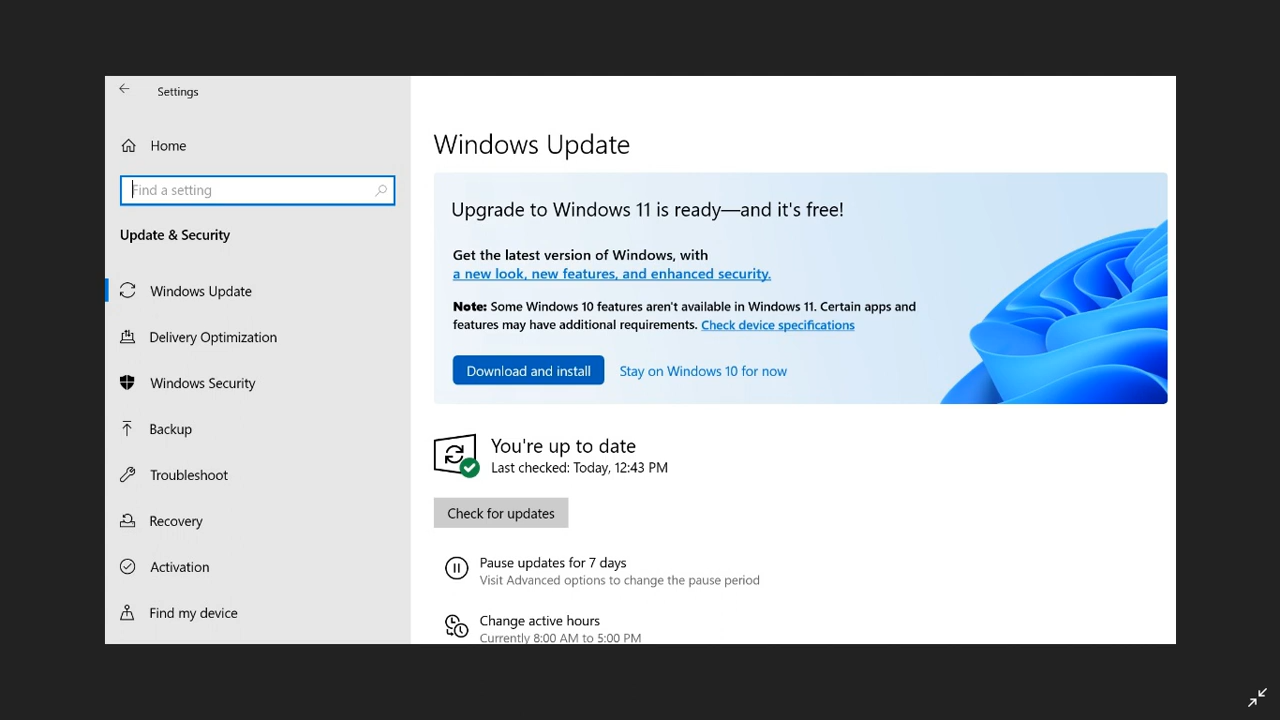 Settings
Home
Find a setting
Update & Security
Windows Update
Delivery Optimization
Windows Security
Backup
Troubleshoot
Recovery
Activation
Find my device
Windows Update
Upgrade to Windows 11 is ready—and it's free!
Get the latest version of Windows, with
a new look, new features, and enhanced security.
Note: Some Windows 10 features aren't available in Windows 11. Certain apps and
features may have additional requirements. Check device specifications
Download and install Stay on Windows 10 for now
You're up to date
Last checked: Today, 12:43 PM
Check for updates
Pause updates for 7 days
Visit Advanced options to change the pause period
Change active hours
Currently 8:00 AM to 5:00 PM